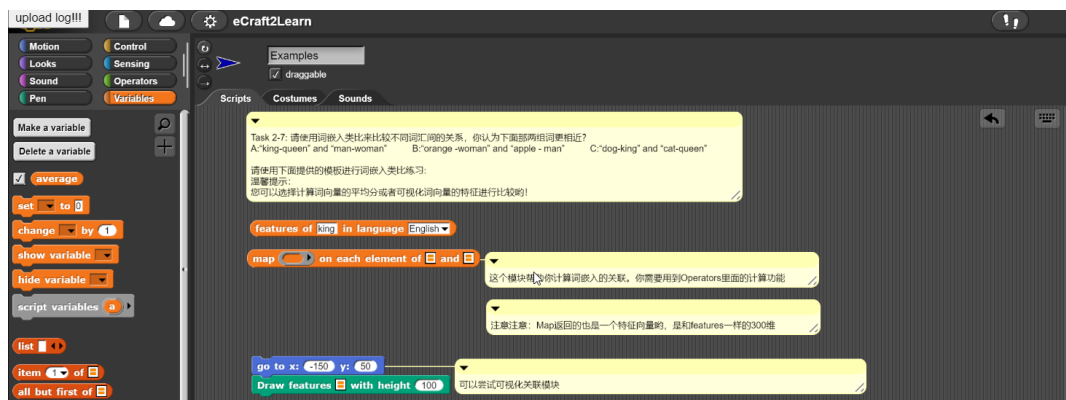 upload log!!!
eCraft2Learn
Motion
Control
Looks
Sensing
Sound
Operators
Pen
Variables
Examples
draggable
Scripts
Costumes
Sounds
Make a variable
Delete a variable
average
set to 0
change by 1
show variable
hide variable
script variables a
list
item 1 of
all but first of
Task 2-7: 请使用词嵌入类比来比较不同词汇间的关系，你认为下面部两组词更相近?
A:"king-queen" and "man-woman" B:"orange -woman" and "apple - man" C:"dog-king" and "cat-queen"
请使用下面提供的模板进行词嵌入类比练习:
温馨提示:
您可以选择计算词向量的平均分或者可视化词向量的特征进行比较哟!
features of king in language English
map on each element of and
这个模块帮你计算词嵌入的关联。你需要用到Operators里面的计算功能
注意注意：Map返回的也是一个特征向量哟，是和features一样的300维
go to x: -150 y: 50
Draw features with height 100
可以尝试可视化关联模块